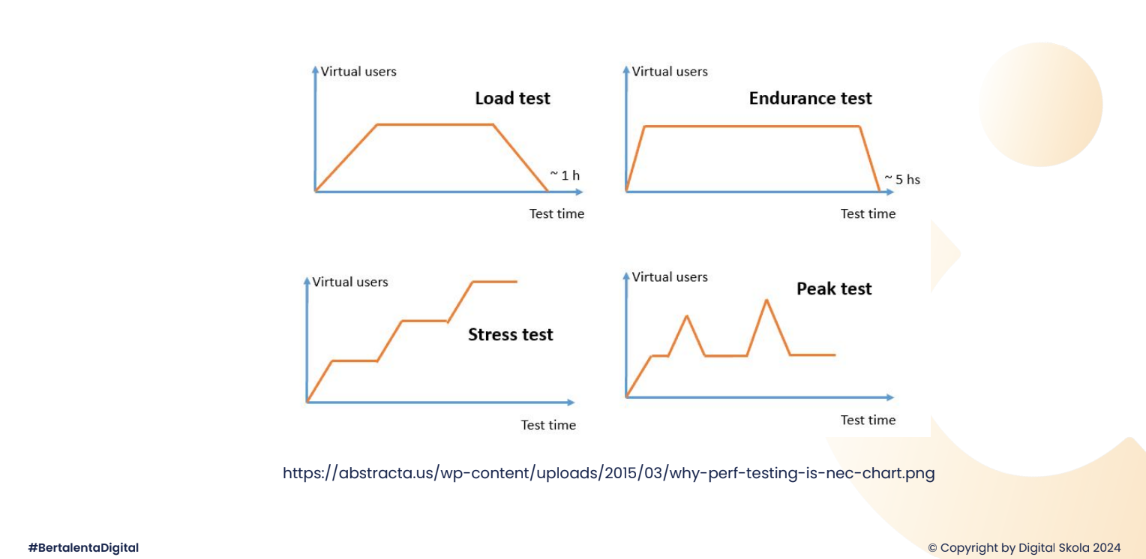 Virtual users
Load test
~ 1 h
Test time
Virtual users
Endurance test
~ 5 hs
Test time
Virtual users
Stress test
Test time
Virtual users
Peak test
Test time
https://abstracta.us/wp-content/uploads/2015/03/why-perf-testing-is-nec-chart.png
#BertalentaDigital
© Copyright by Digital Skola 2024